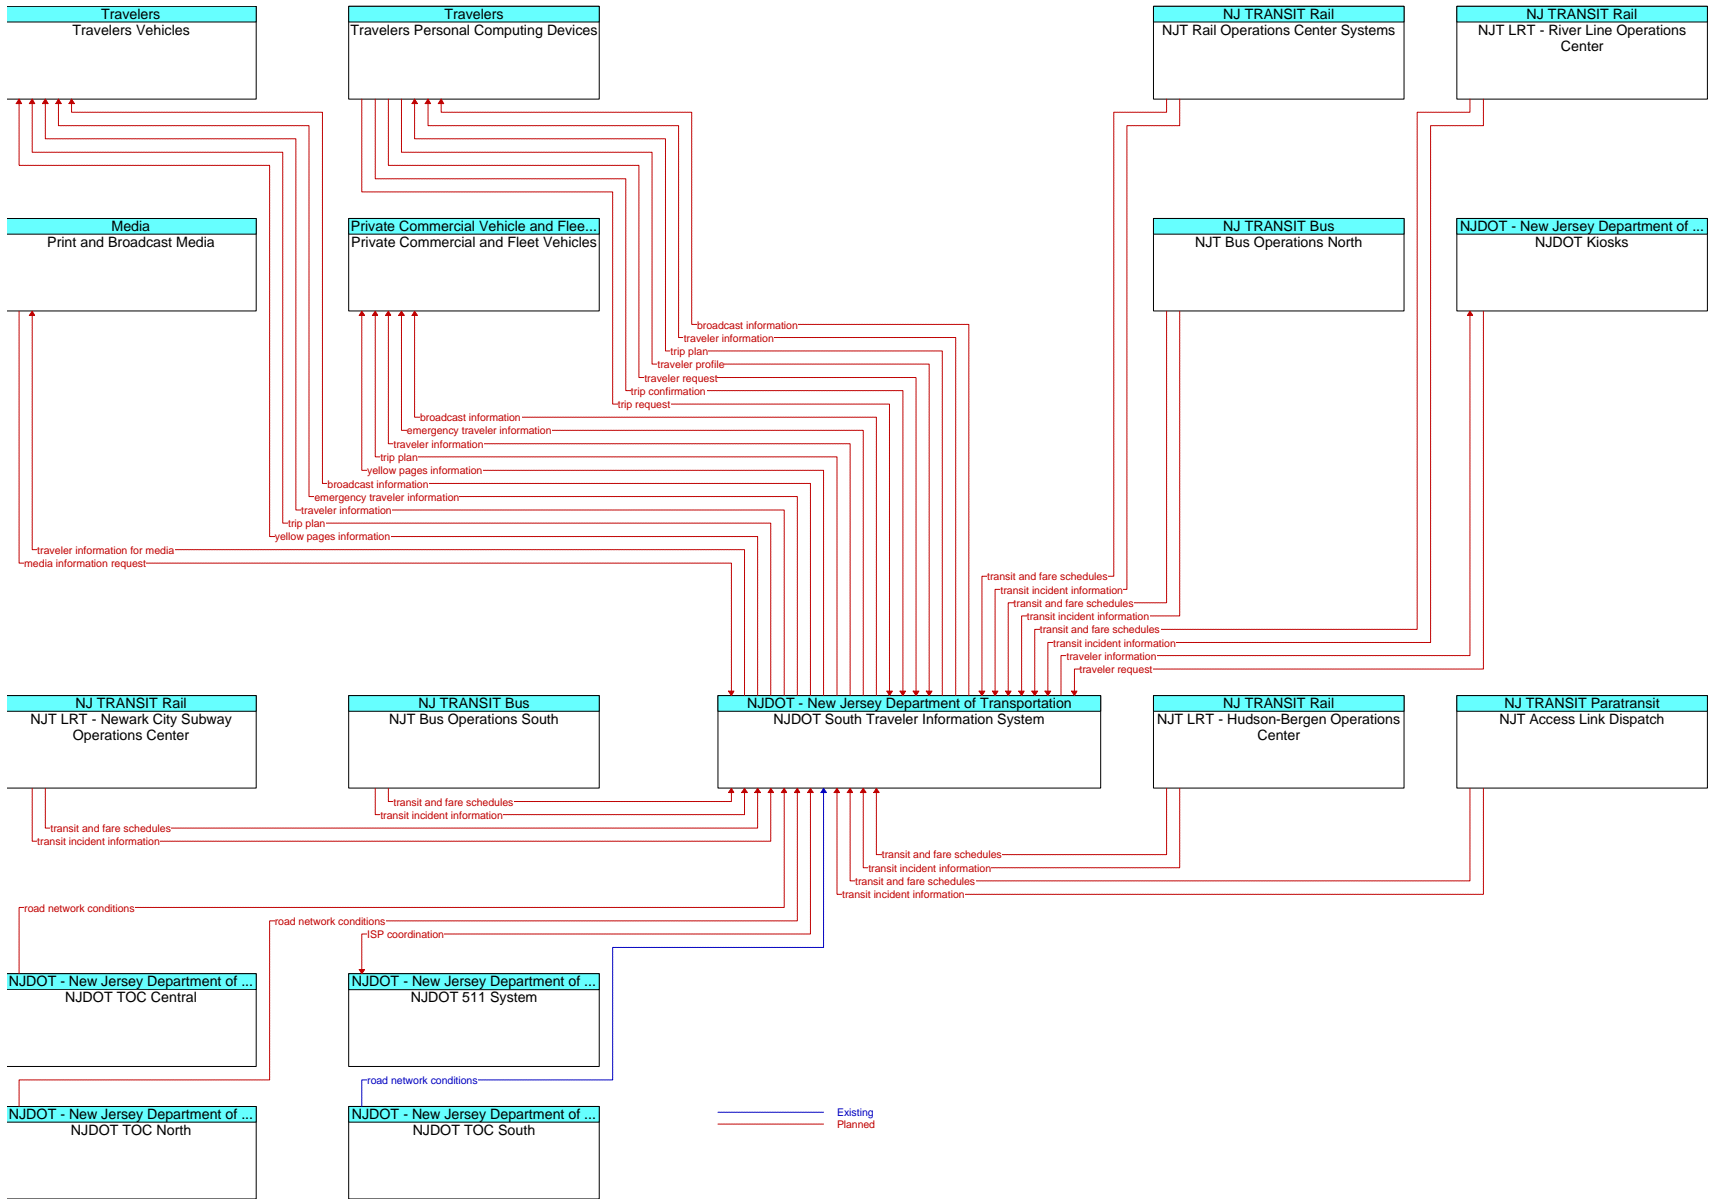 Travelers
Travelers Vehicles
Travelers
Travelers Personal Computing Devices
NJ TRANSIT Rail
NJT Rail Operations Center Systems
NJ TRANSIT Rail
NJT LRT - River Line Operations
Center
Media
Print and Broadcast Media
Private Commercial Vehicle and Flee...
Private Commercial and Fleet Vehicles
NJ TRANSIT Bus
NJT Bus Operations North
NJDOT - New Jersey Department of ...
NJDOT Kiosks
broadcast information
traveler information
trip plan
traveler profile
traveler request
trip confirmation
trip request
broadcast information
emergency traveler information
traveler information
trip plan
yellow pages information
broadcast information
emergency traveler information
traveler information
trip plan
yellow pages information
traveler information for media
media information request
transit and fare schedules
transit incident information
transit and fare schedules
transit incident information
transit and fare schedules
transit incident information
traveler information
traveler request
NJ TRANSIT Rail
NJT LRT - Newark City Subway
Operations Center
NJ TRANSIT Bus
NJT Bus Operations South
NJDOT - New Jersey Department of Transportation
NJDOT South Traveler Information System
NJ TRANSIT Rail
NJT LRT - Hudson-Bergen Operations
Center
NJ TRANSIT Paratransit
NJT Access Link Dispatch
transit and fare schedules
transit incident information
transit and fare schedules
transit incident information
transit and fare schedules
transit incident information
transit and fare schedules
transit incident information
road network conditions
road network conditions
ISP coordination
NJDOT - New Jersey Department of ...
NJDOT TOC Central
NJDOT - New Jersey Department of ...
NJDOT 511 System
road network conditions
NJDOT - New Jersey Department of ...
NJDOT TOC North
NJDOT - New Jersey Department of ...
NJDOT TOC South
Existing
Planned